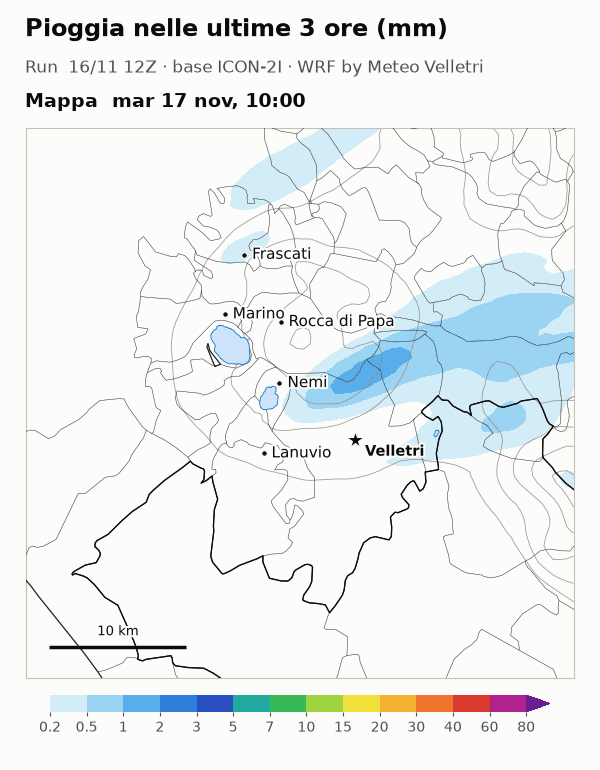 Pioggia nelle ultime 3 ore (mm)
Run  16/11 12Z · base ICON-2I · WRF by Meteo Velletri
Mappa  mar 17 nov, 10:00
Frascati
Marino
Rocca di Papa
Nemi
Lanuvio
Velletri
10 km
0.2 0.5 1 2 3 5 7 10 15 20 30 40 60 80